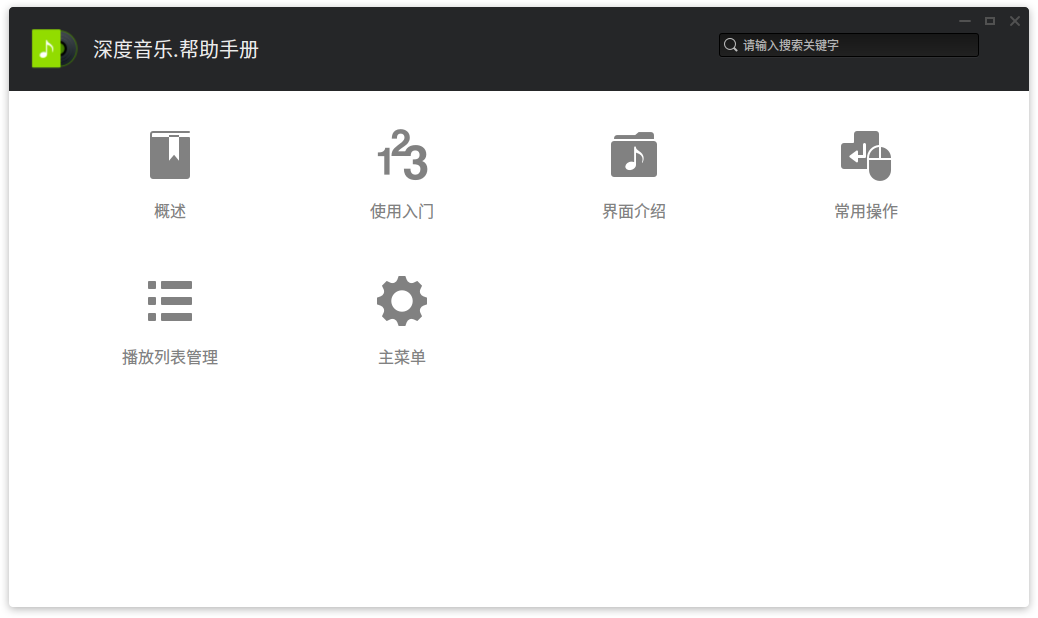 深度音乐.帮助手册
请输入搜索关键字
123
概述
使用入门
界面介绍
常用操作
播放列表管理
主菜单